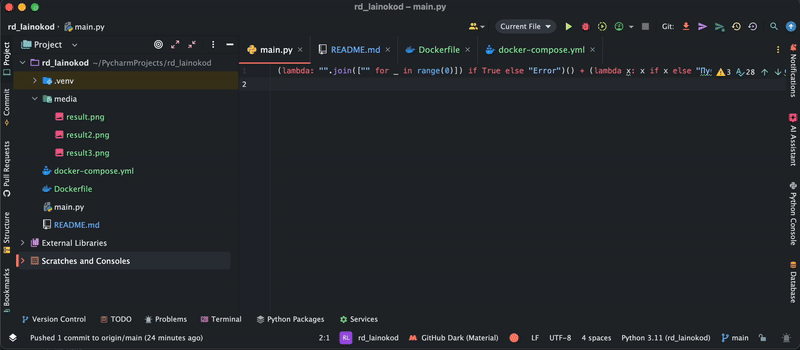 rd_lainokod – main.py
rd_lainokod
main.py
Current File
Git:
Project
main.py
README.md
Dockerfile
docker-compose.yml
rd_lainokod ~/PycharmProjects/rd_lainokod
.venv
media
result.png
result2.png
result3.png
docker-compose.yml
Dockerfile
main.py
README.md
External Libraries
Scratches and Consoles
1 (lambda: "".join(["" for _ in range(0)]) if True else "Error")() + (lambda x: x if x else "Пу
3 28
2
Project
Commit
Pull Requests
Structure
Bookmarks
Notifications
AI Assistant
Python Console
Database
Version Control
TODO
Problems
Terminal
Python Packages
Services
Pushed 1 commit to origin/main (24 minutes ago)
2:1
RL
rd_lainokod
GitHub Dark (Material)
LF
UTF-8
4 spaces
Python 3.11 (rd_lainokod)
main